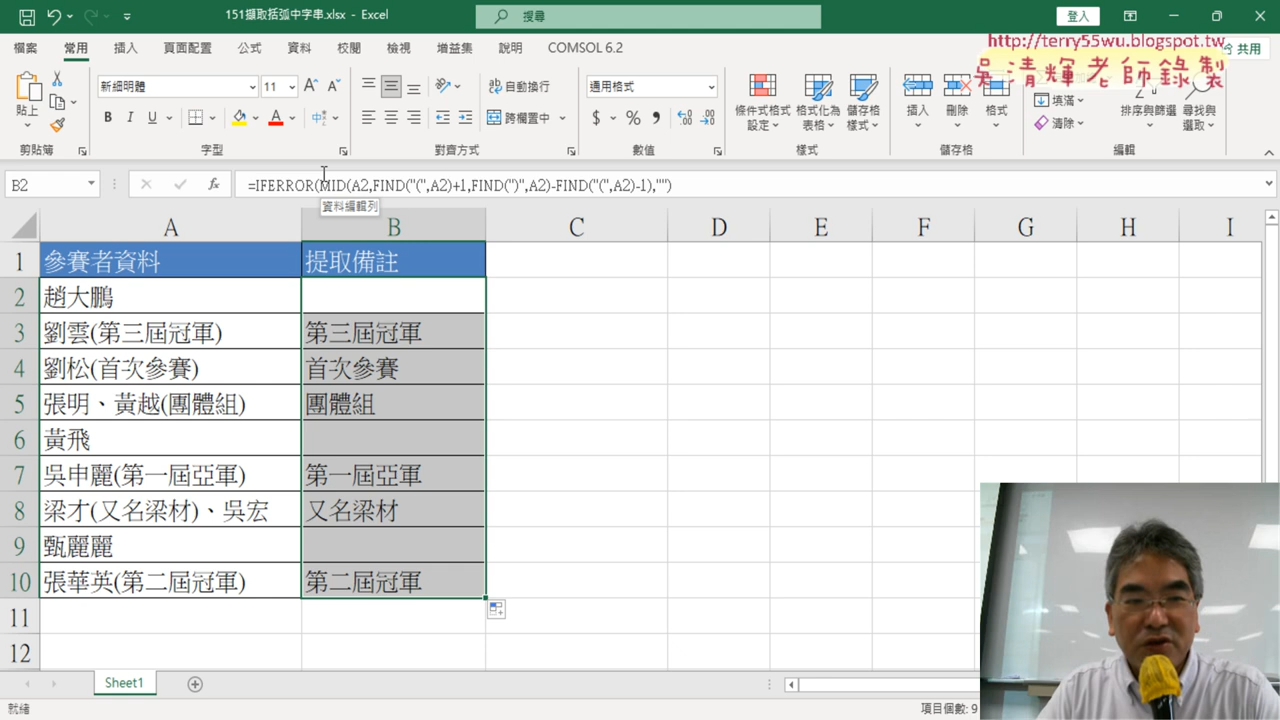 151擷取括弧中字串.xlsx - Excel
搜尋
登入
檔案 常用 插入 頁面配置 公式 資料 校閱 檢視 增益集 說明 COMSOL 6.2
共用
http://terry55wu.blogspot.tw
吳清輝老師錄製
貼上
新細明體 11
B I U
自動換行
跨欄置中
通用格式
條件式格式設定
格式化為表格
儲存格樣式
插入 刪除 格式
填滿
清除
排序與篩選
尋找與選取
剪貼簿 字型 對齊方式 數值 樣式 儲存格 編輯
B2
=IFERROR(MID(A2,FIND("(",A2)+1,FIND(")",A2)-FIND("(",A2)-1),"")
資料編輯列
A B C D E F G H I
1 參賽者資料 提取備註
2 趙大鵬
3 劉雲(第三屆冠軍) 第三屆冠軍
4 劉松(首次參賽) 首次參賽
5 張明、黃越(團體組) 團體組
6 黃飛
7 吳申麗(第一屆亞軍) 第一屆亞軍
8 梁才(又名梁材)、吳宏 又名梁材
9 甄麗麗
10 張華英(第二屆冠軍) 第二屆冠軍
11
12
Sheet1
就緒
項目個數: 9